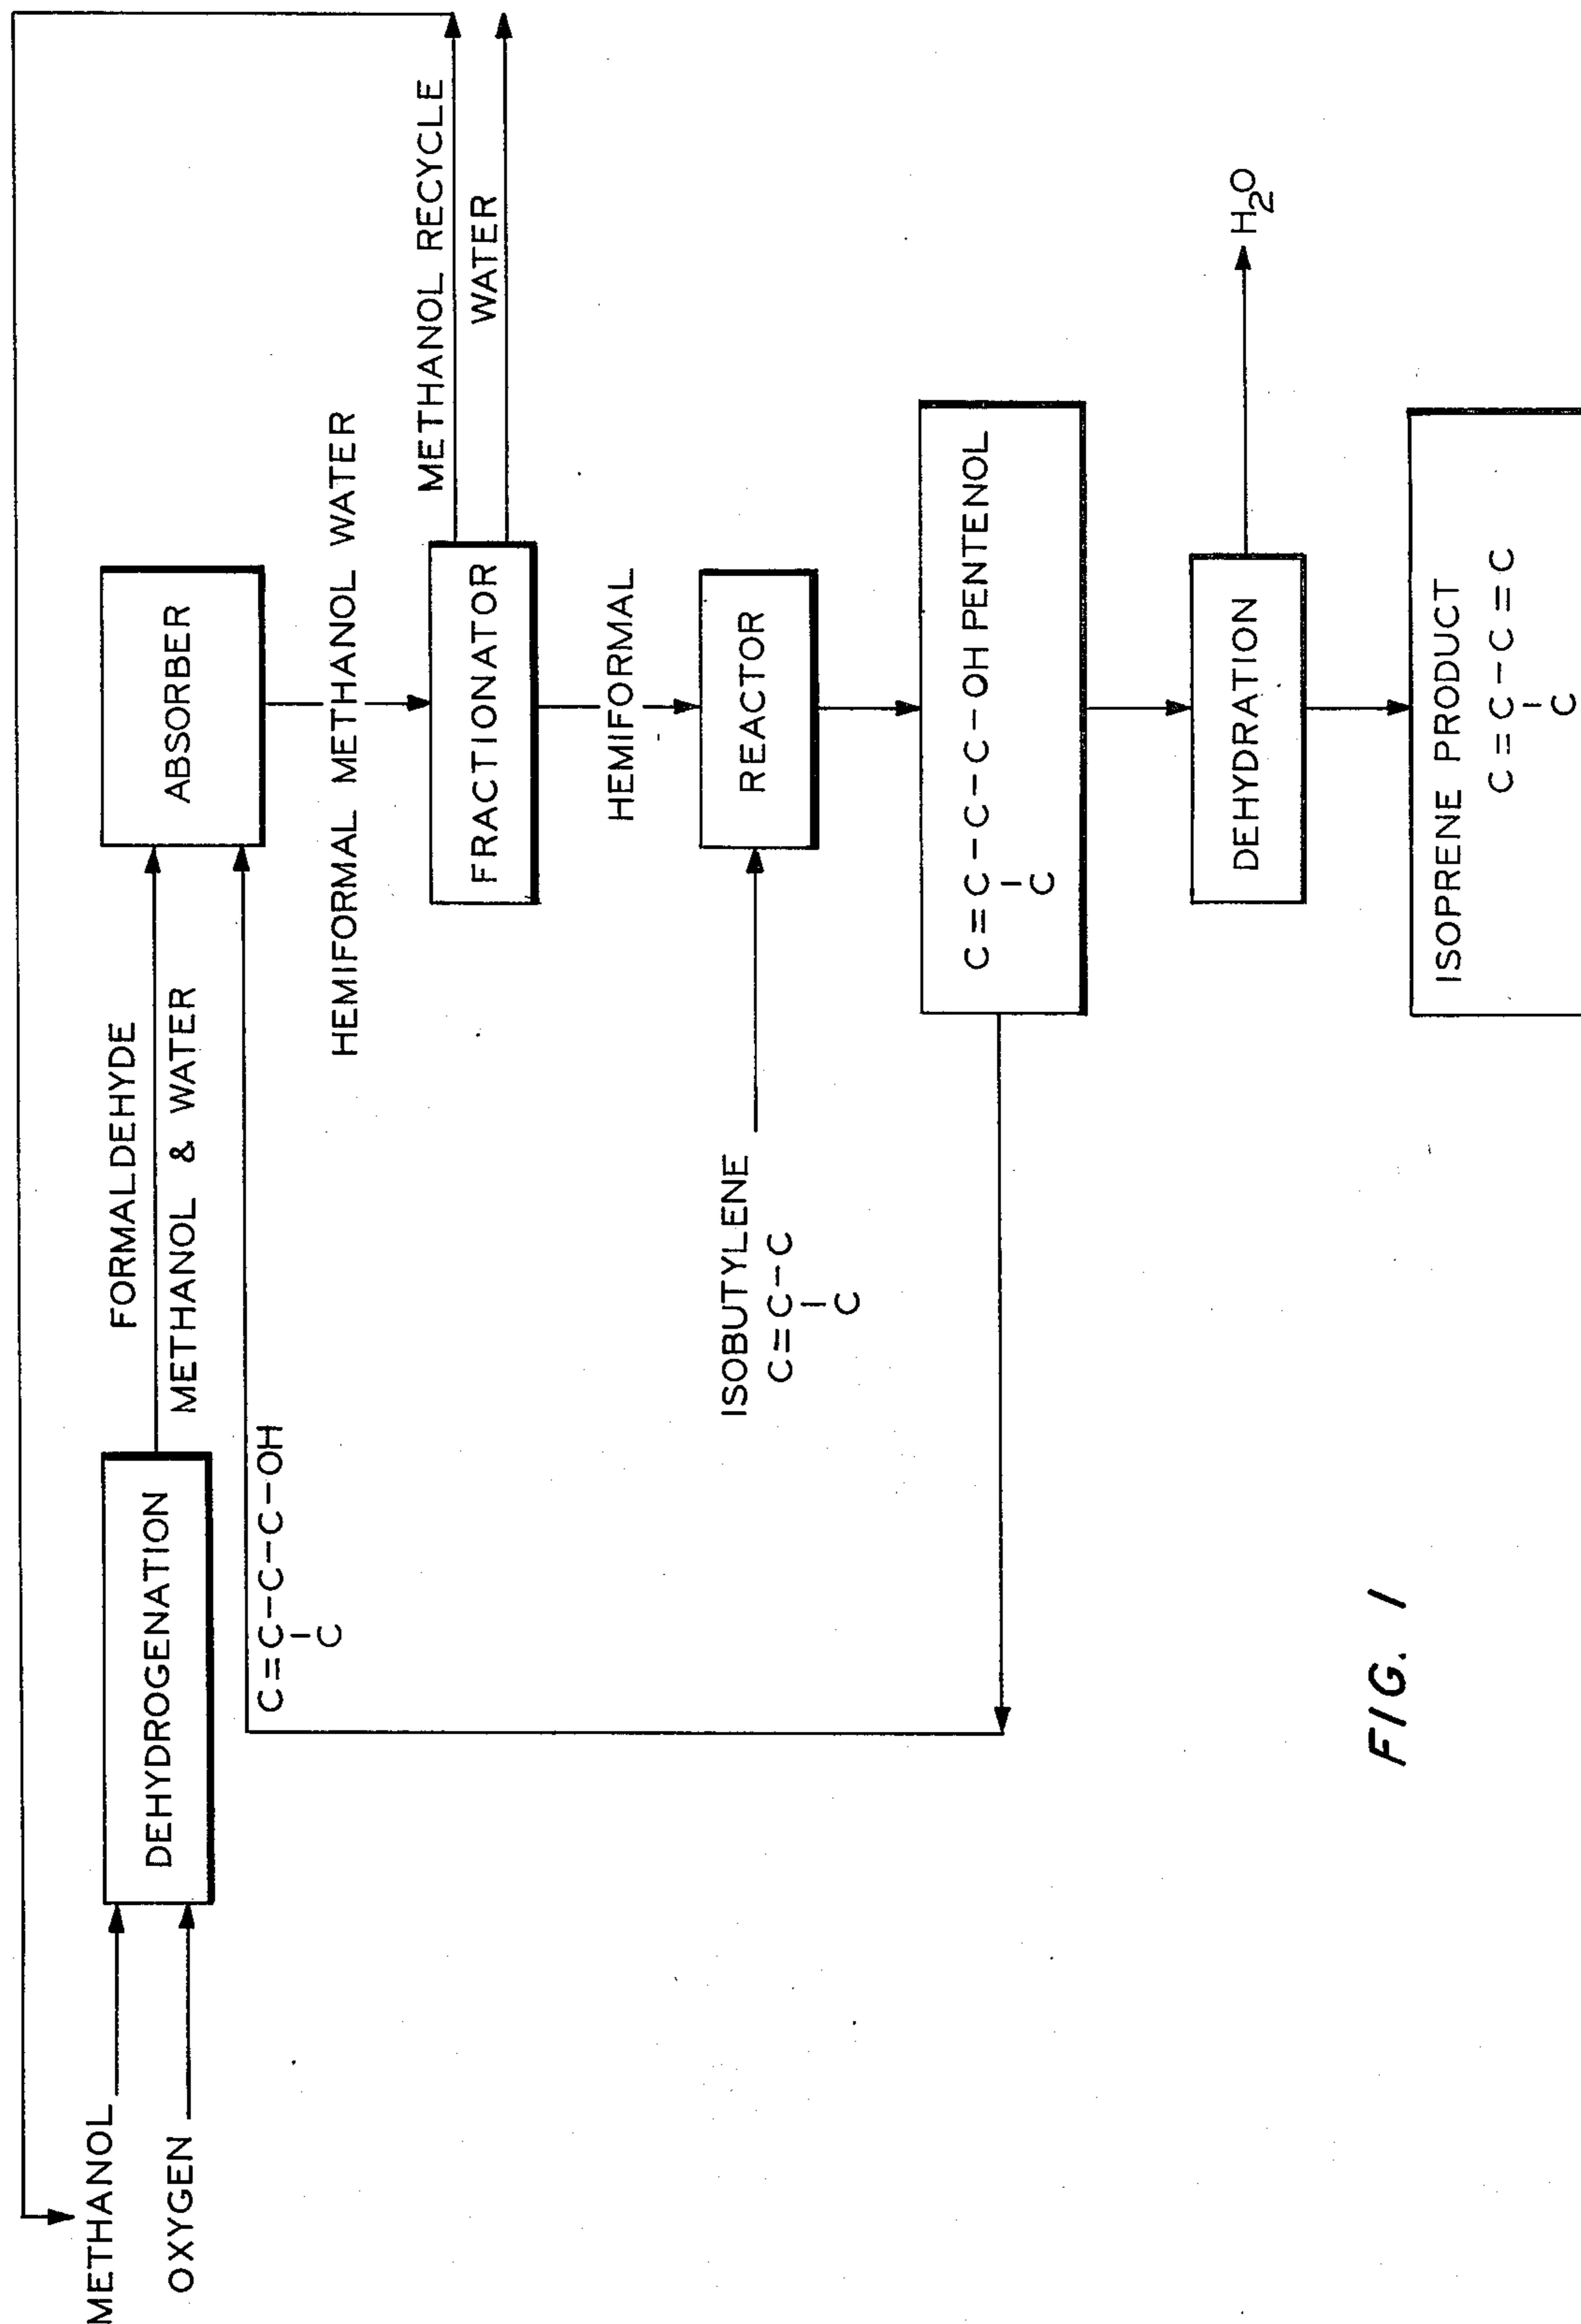 METHANOL
OXYGEN
DEHYDROGENATION
FORMALDEHYDE
METHANOL & WATER
C=C-C-C-OH
C
ABSORBER
HEMIFORMAL METHANOL WATER
FRACTIONATOR
METHANOL RECYCLE
WATER
HEMIFORMAL
ISOBUTYLENE
C=C-C
C
REACTOR
C=C-C-C-OH PENTENOL
C
DEHYDRATION
H₂O
ISOPRENE PRODUCT
C=C-C=C
C
FIG. 1